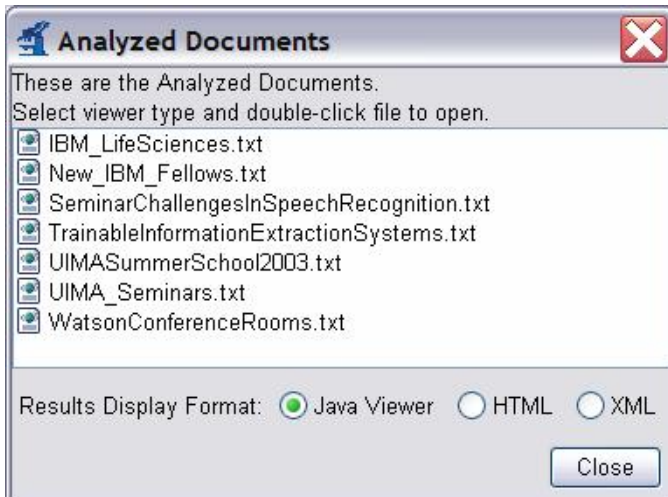 Analyzed Documents
These are the Analyzed Documents.
Select viewer type and double-click file to open.
IBM_LifeSciences.txt
New_IBM_Fellows.txt
SeminarChallengesInSpeechRecognition.txt
TrainableInformationExtractionSystems.txt
UIMASummerSchool2003.txt
UIMA_Seminars.txt
WatsonConferenceRooms.txt
Results Display Format: Java Viewer HTML XML
Close